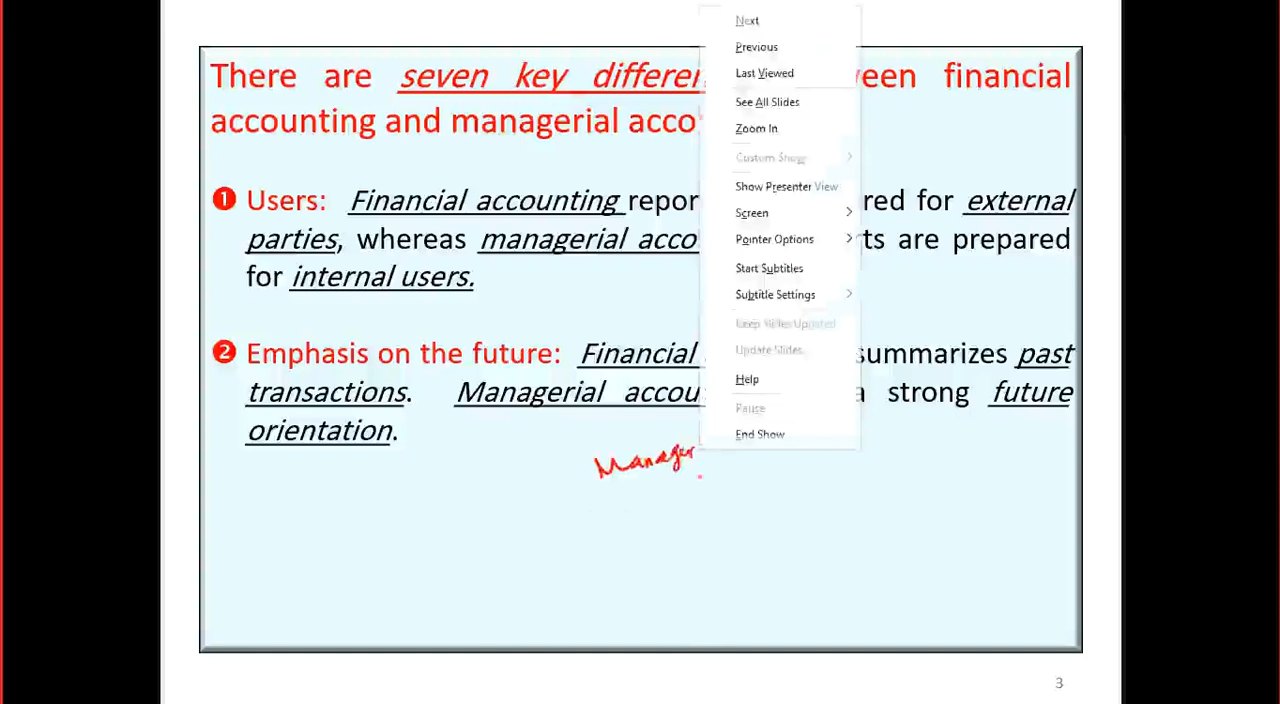 There are seven key differen een financial
accounting and managerial acco
❶ Users: Financial accounting repor red for external
parties, whereas managerial acco ts are prepared
for internal users.
❷ Emphasis on the future: Financial summarizes past
transactions. Managerial accou a strong future
orientation.
Manager
3
Next
Previous
Last Viewed
See All Slides
Zoom In
Custom Show
Show Presenter View
Screen
Pointer Options
Start Subtitles
Subtitle Settings
Keep Slides Updated
Update Slides
Help
Pause
End Show